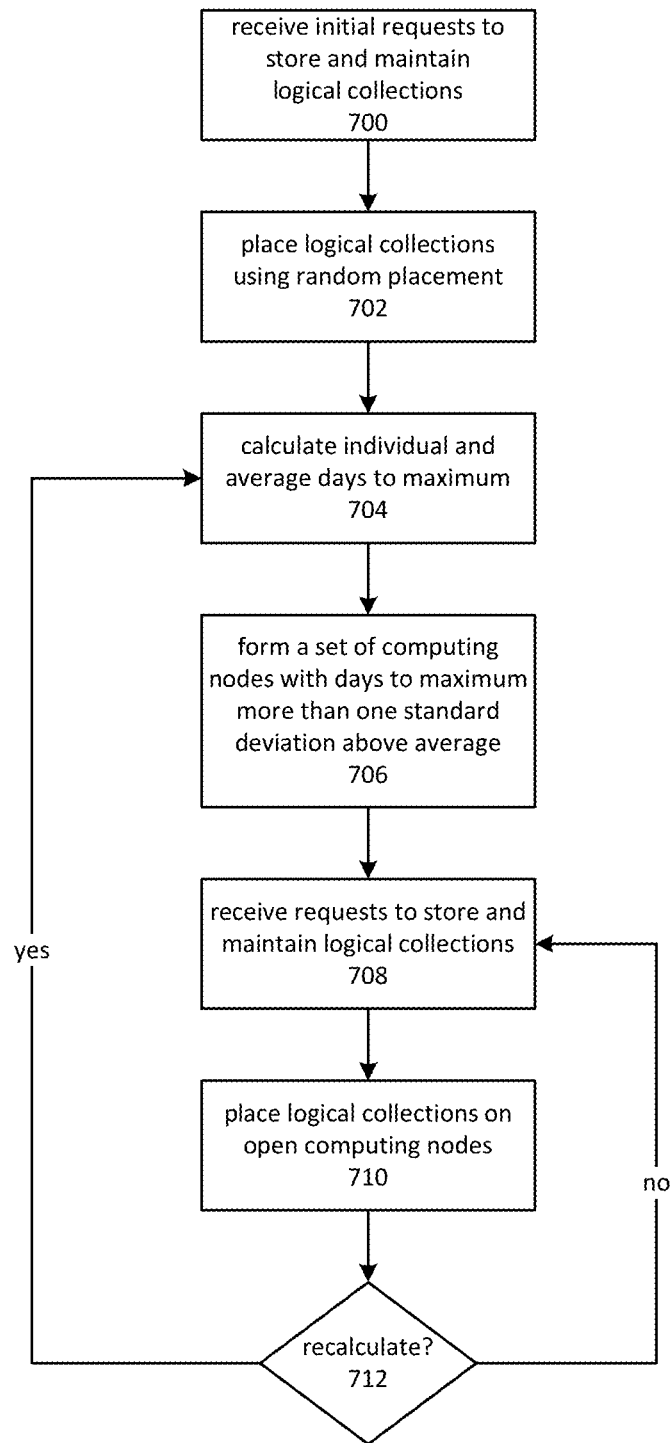 receive initial requests to
store and maintain
logical collections
700
place logical collections
using random placement
702
calculate individual and
average days to maximum
704
form a set of computing
nodes with days to maximum
more than one standard
deviation above average
706
receive requests to store and
maintain logical collections
708
yes
place logical collections on
open computing nodes
710
no
recalculate?
712